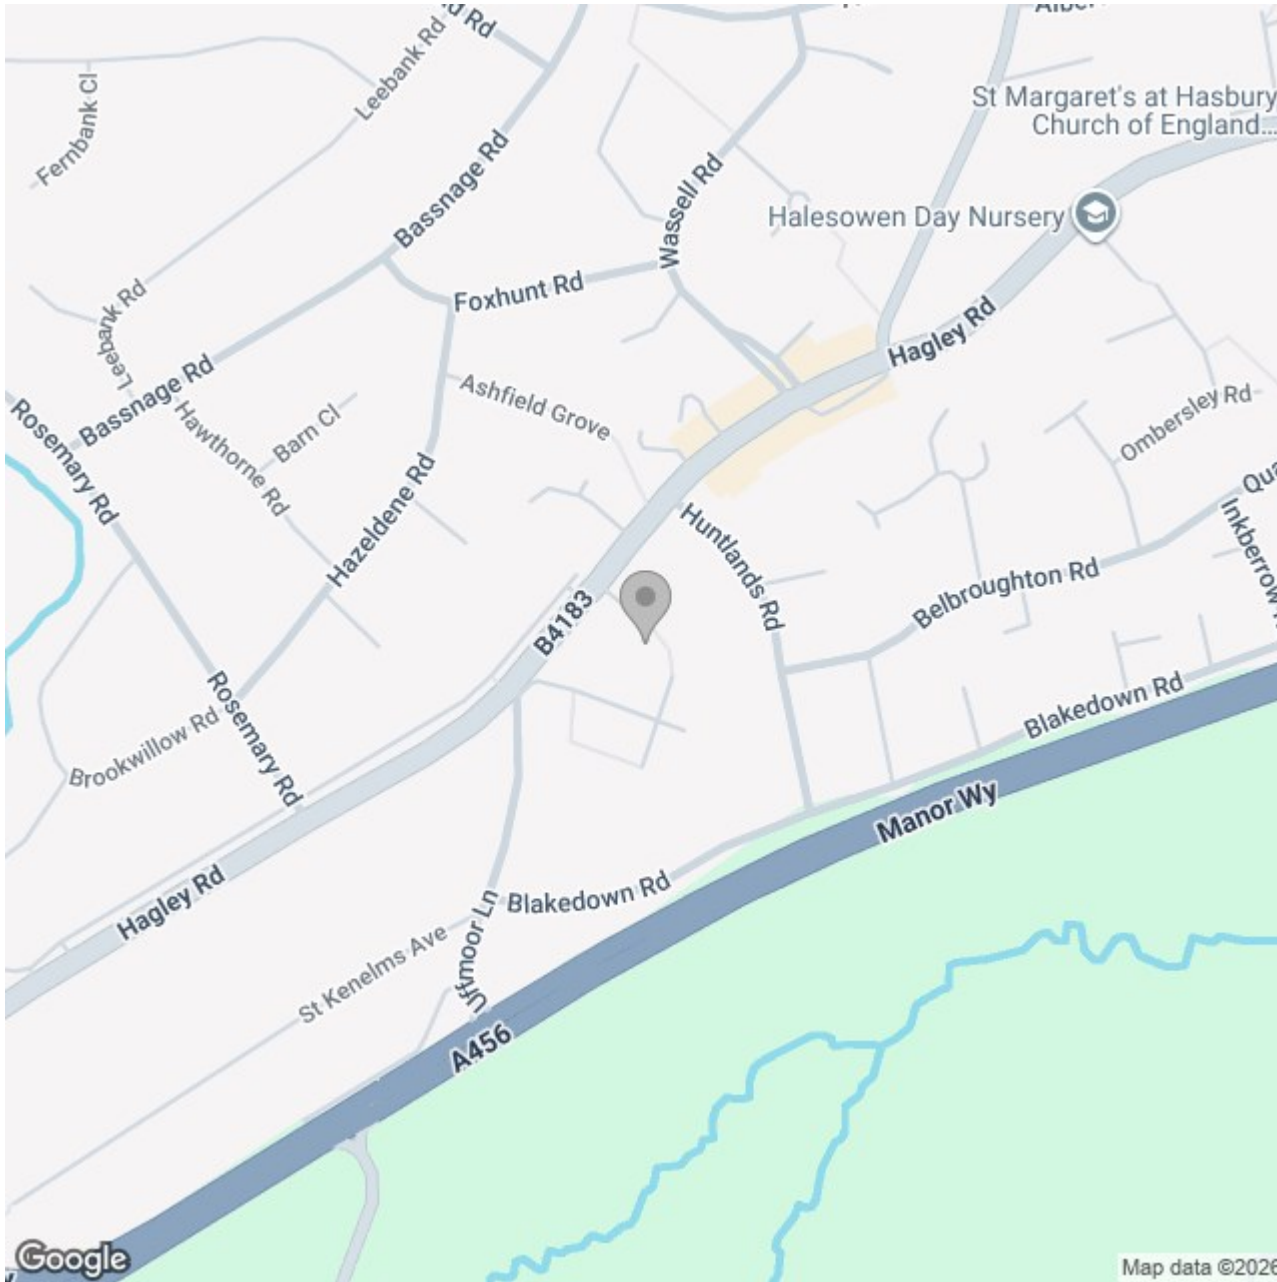 Leebank Rd
Fernbank Cl
Bassnage Rd
Wassell Rd
St Margaret's at Hasbury
Church of England...
Halesowen Day Nursery
Leebank Rd
Foxhunt Rd
Hagley Rd
Bassnage Rd
Ashfield Grove
Rosemary Rd
Hawthorne Rd
Barn Cl
Ombersley Rd
Hazeldene Rd
Huntlands Rd
Belbroughton Rd
B4183
Rosemary Rd
Brookwillow Rd
Blakedown Rd
Manor Wy
Hagley Rd
Blakedown Rd
Uffmoor Ln
St Kenelms Ave
A456
Google
Map data ©2026